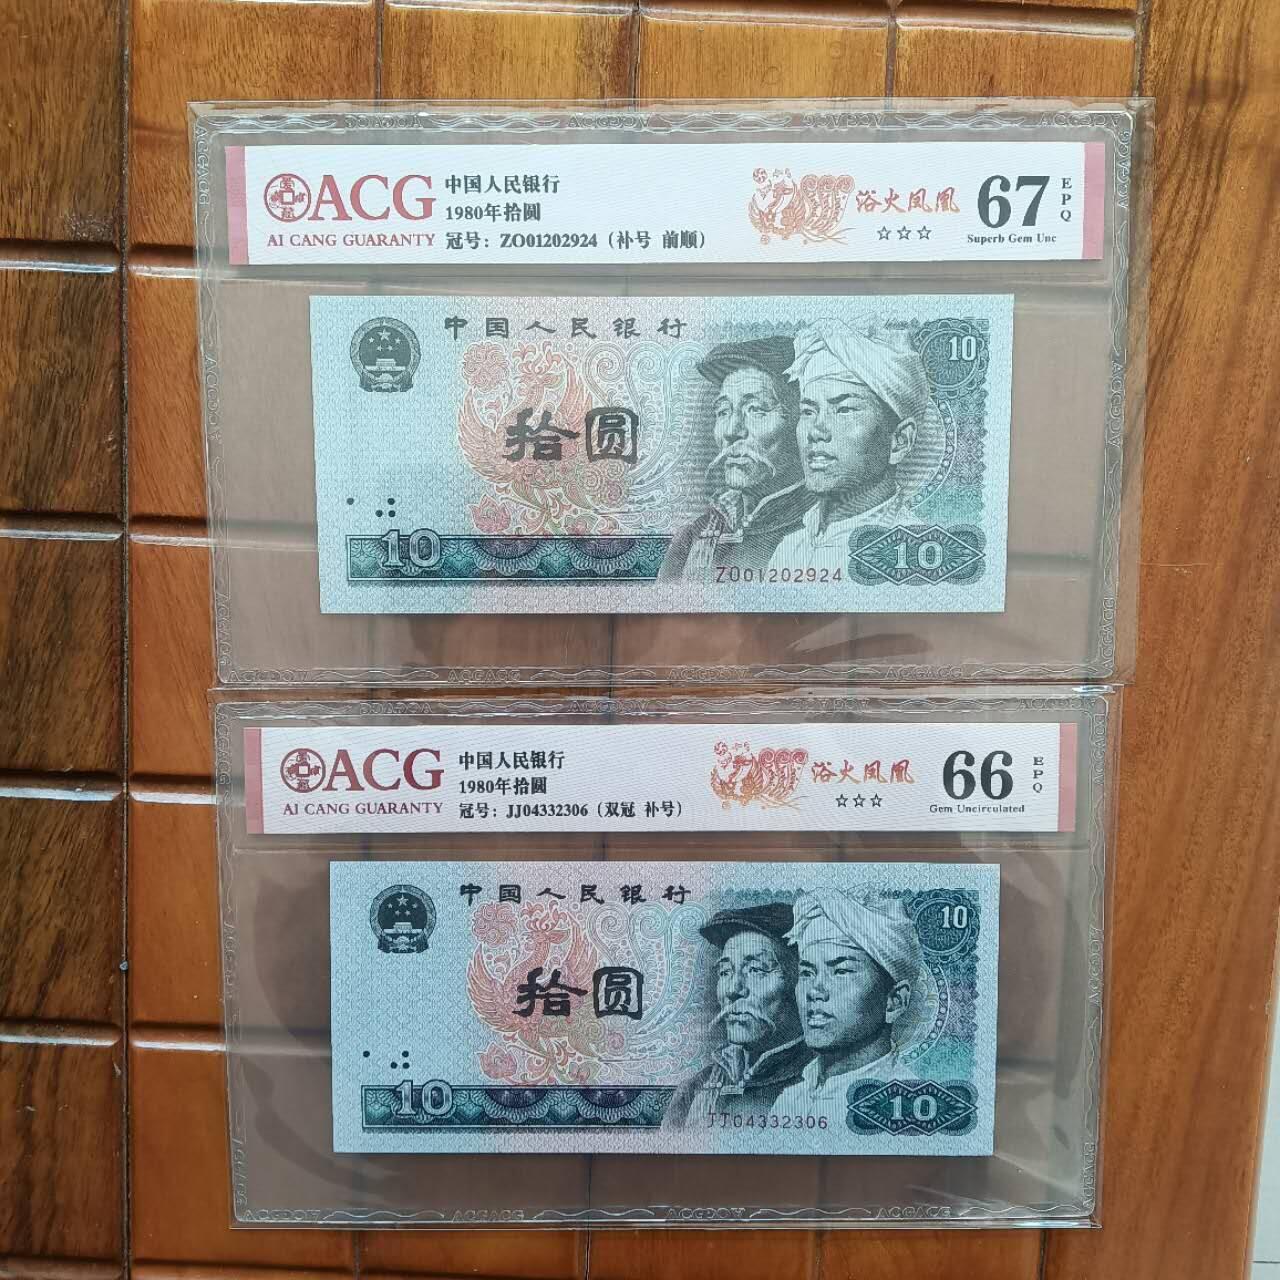 ACG
AI CANG GUARANTY
中国人民银行
1980年拾圆
冠号：ZO01202924（补号 前顺）
浴火凤凰
☆☆☆
67
EPQ
Superb Gem Unc
中国人民银行
10
拾圆
10
10
ZO01202924
ACG
AI CANG GUARANTY
中国人民银行
1980年拾圆
冠号：JJ04332306（双冠 补号）
浴火凤凰
☆☆☆
66
EPQ
Gem Uncirculated
中国人民银行
10
拾圆
10
10
JJ04332306